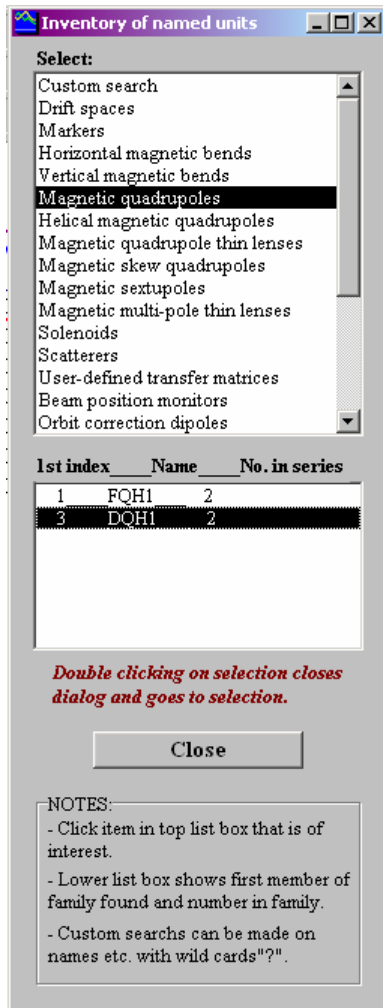 Inventory of named units
Select:
Custom search
Drift spaces
Markers
Horizontal magnetic bends
Vertical magnetic bends
Magnetic quadrupoles
Helical magnetic quadrupoles
Magnetic quadrupole thin lenses
Magnetic skew quadrupoles
Magnetic sextupoles
Magnetic multi-pole thin lenses
Solenoids
Scatterers
User-defined transfer matrices
Beam position monitors
Orbit correction dipoles
1st index____Name____No. in series
1____FQH1____ 2
3____DQH1____ 2
Double clicking on selection closes
dialog and goes to selection.
Close
NOTES:
- Click item in top list box that is of
interest.
- Lower list box shows first member of
family found and number in family.
- Custom searchs can be made on
names etc. with wild cards"?".